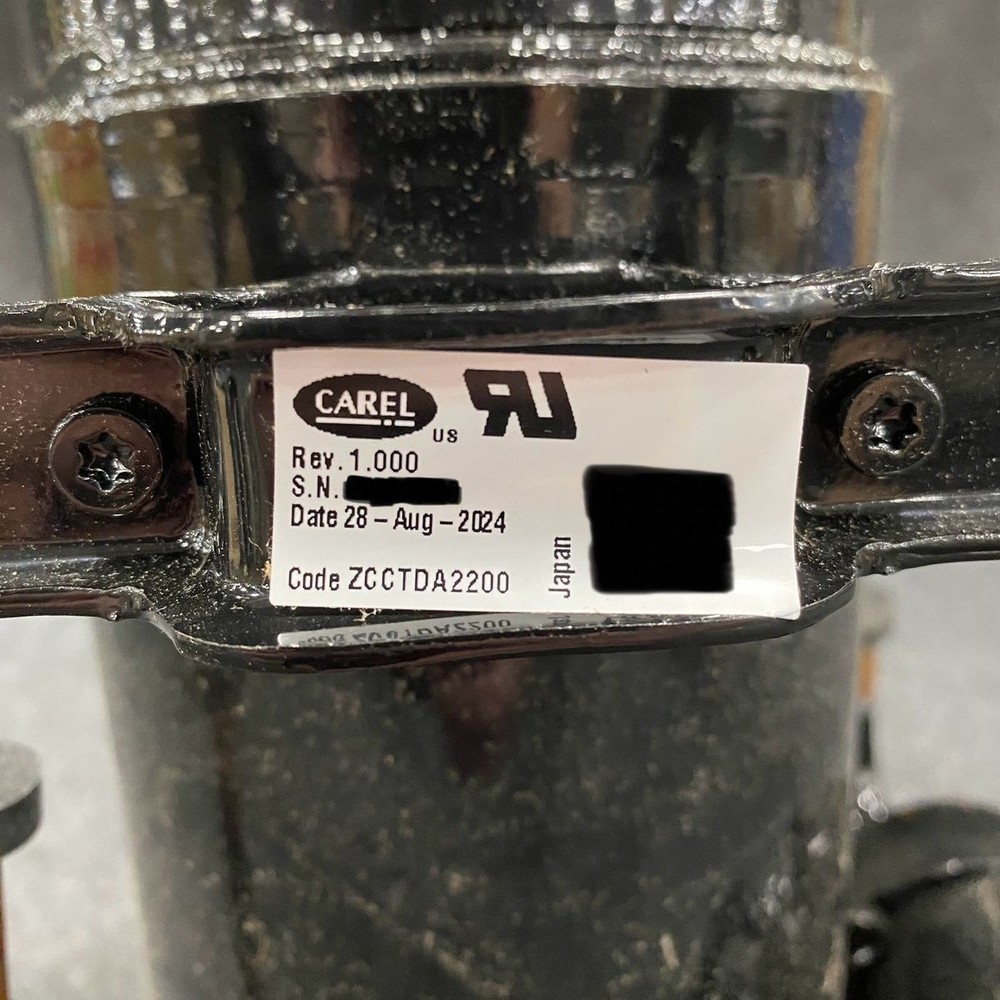 CAREL
US
Rev. 1.000
S.N.
Date 28-Aug-2024
Code ZCCTDA2200
Japan